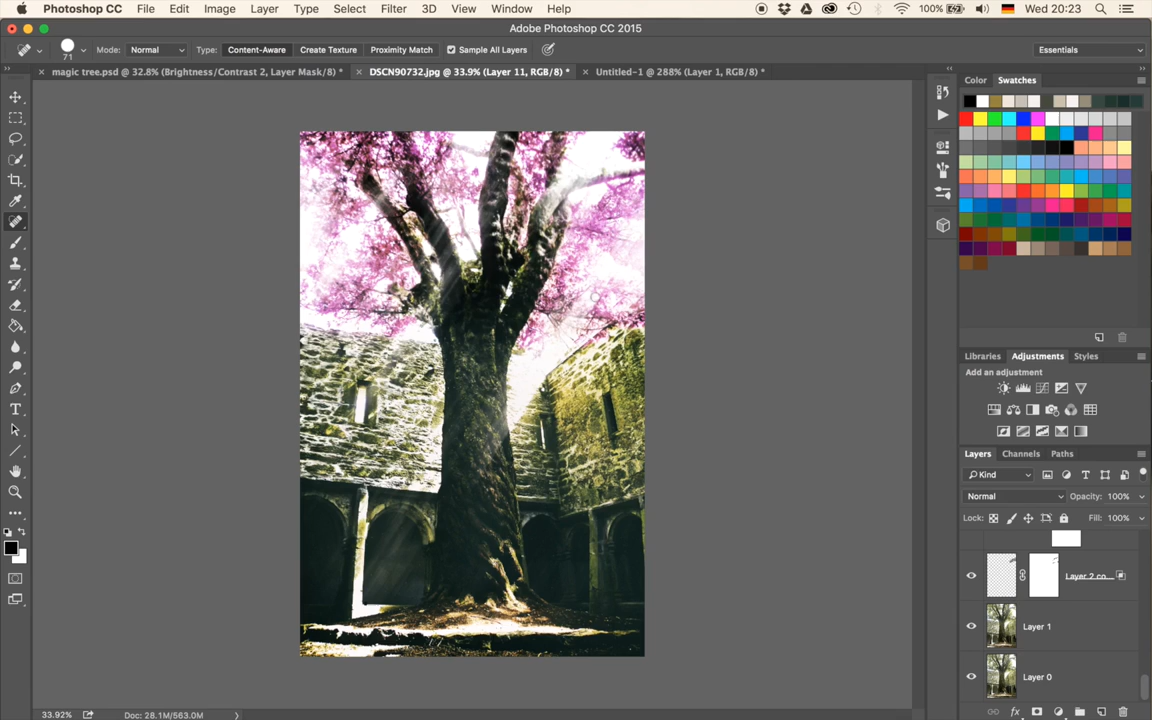 Photoshop CC File Edit Image Layer Type Select Filter 3D View Window Help 100% Wed 20:23
Adobe Photoshop CC 2015
71 Mode: Normal Type: Content-Aware Create Texture Proximity Match Sample All Layers Essentials
magic tree.psd @ 32.8% (Brightness/Contrast 2, Layer Mask/8) * DSCN90732.jpg @ 33.9% (Layer 11, RGB/8) * Untitled-1 @ 288% (Layer 1, RGB/8) *
Color Swatches
Libraries Adjustments Styles
Add an adjustment
Layers Channels Paths
Kind
Normal Opacity: 100%
Lock: Fill: 100%
Layer 2 co...
Layer 1
Layer 0
33.92% Doc: 28.1M/563.0M